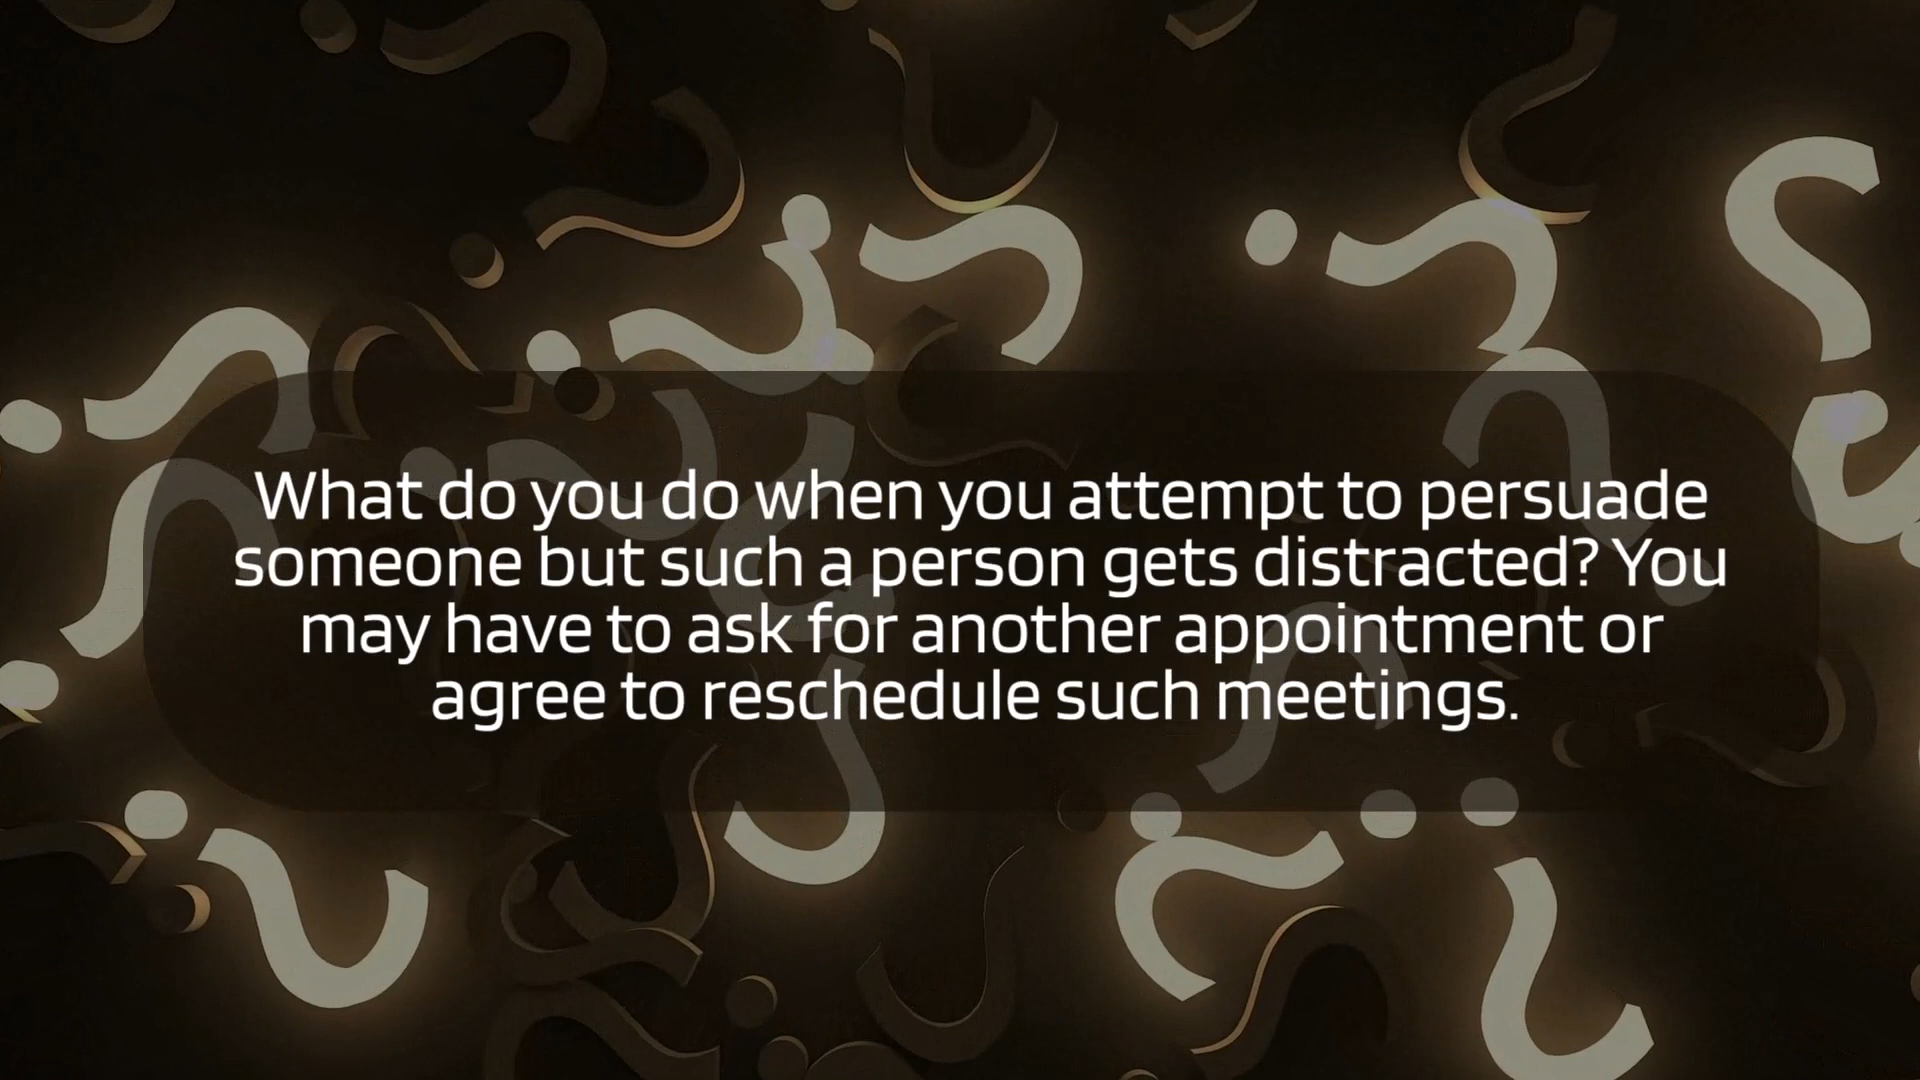 What do you do when you attempt to persuade
someone but such a person gets distracted? You
may have to ask for another appointment or
agree to reschedule such meetings.